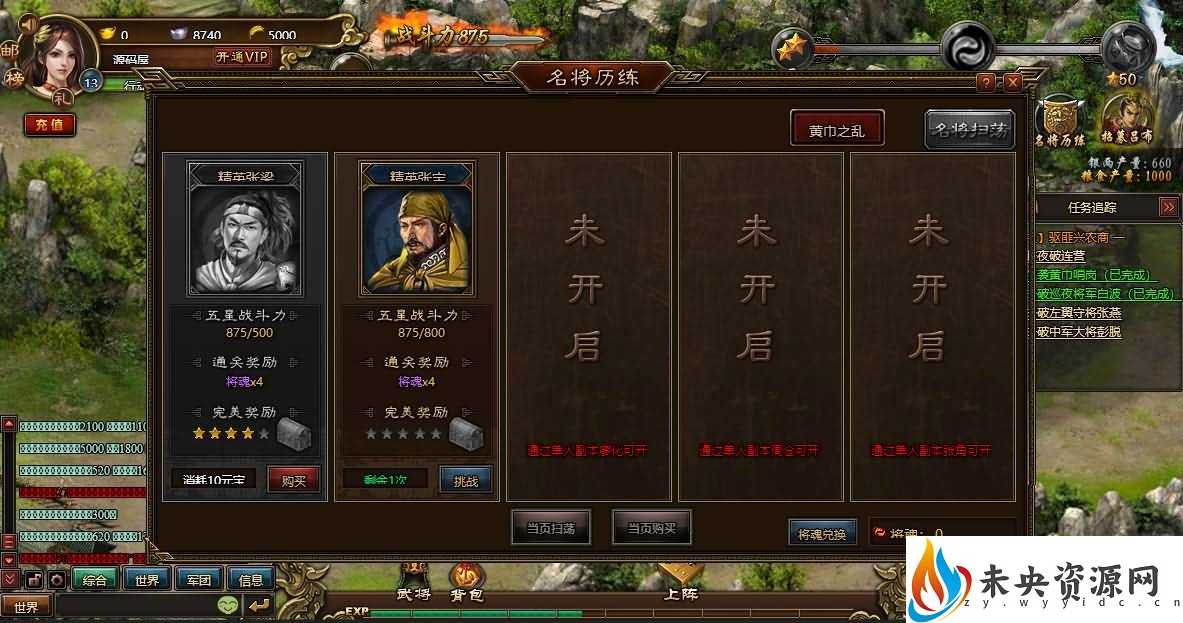 0 8740 5000
战斗力875
邮
源码屋 开通VIP
榜
13
礼
充值
★50
名将历练
? X
黄巾之乱 名将扫荡
名将历练
银两产量:660
粮食产量:1000
任务追踪
精英张梁
五星战斗力
875/500
通关奖励
将魂x4
完美奖励
消耗10元宝 购买
精英张宝
五星战斗力
875/800
通关奖励
将魂x4
完美奖励
剩余1次 挑战
未开启
通过单人副本廖化可开
未开启
未开启
通过单人副本张角可开
】驱匪兴农商一
夜破连营
袭黄巾哨岗(已完成)
破巡夜将军白波(已完成)
破左翼守将张燕
破中军大将彭脱
当页扫荡 当页购买
将魂兑换 将魂: 0
综合 世界 军团 信息
世界
EXP
武将 背包 上阵
未央资源网
zy.wyyidc.cn